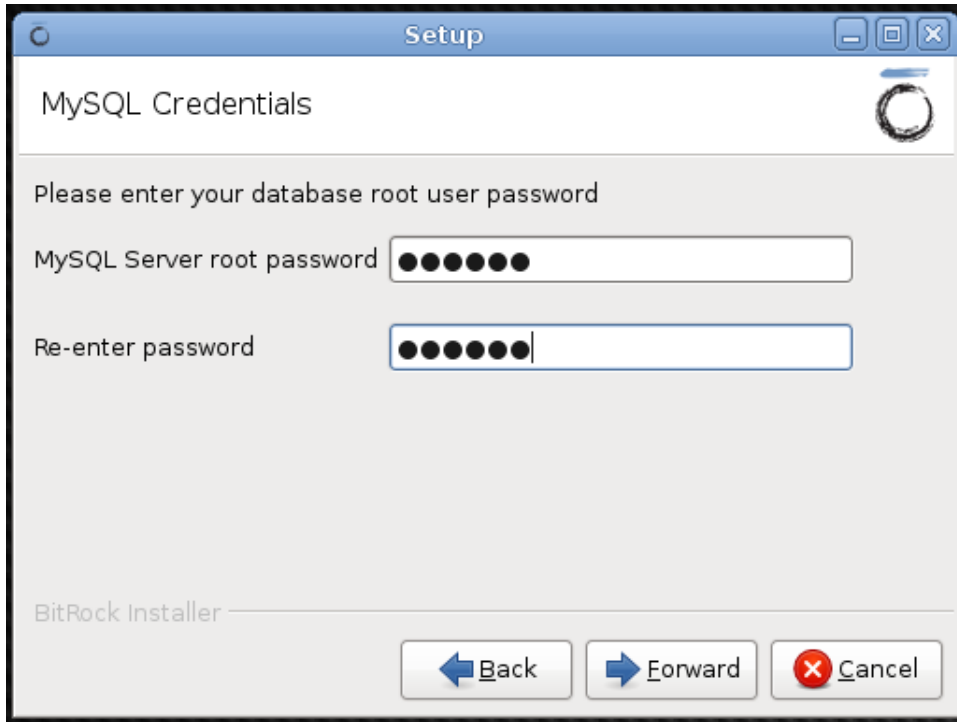 Setup
MySQL Credentials
Please enter your database root user password
MySQL Server root password ●●●●●●
Re-enter password ●●●●●●
BitRock Installer
Back Forward Cancel